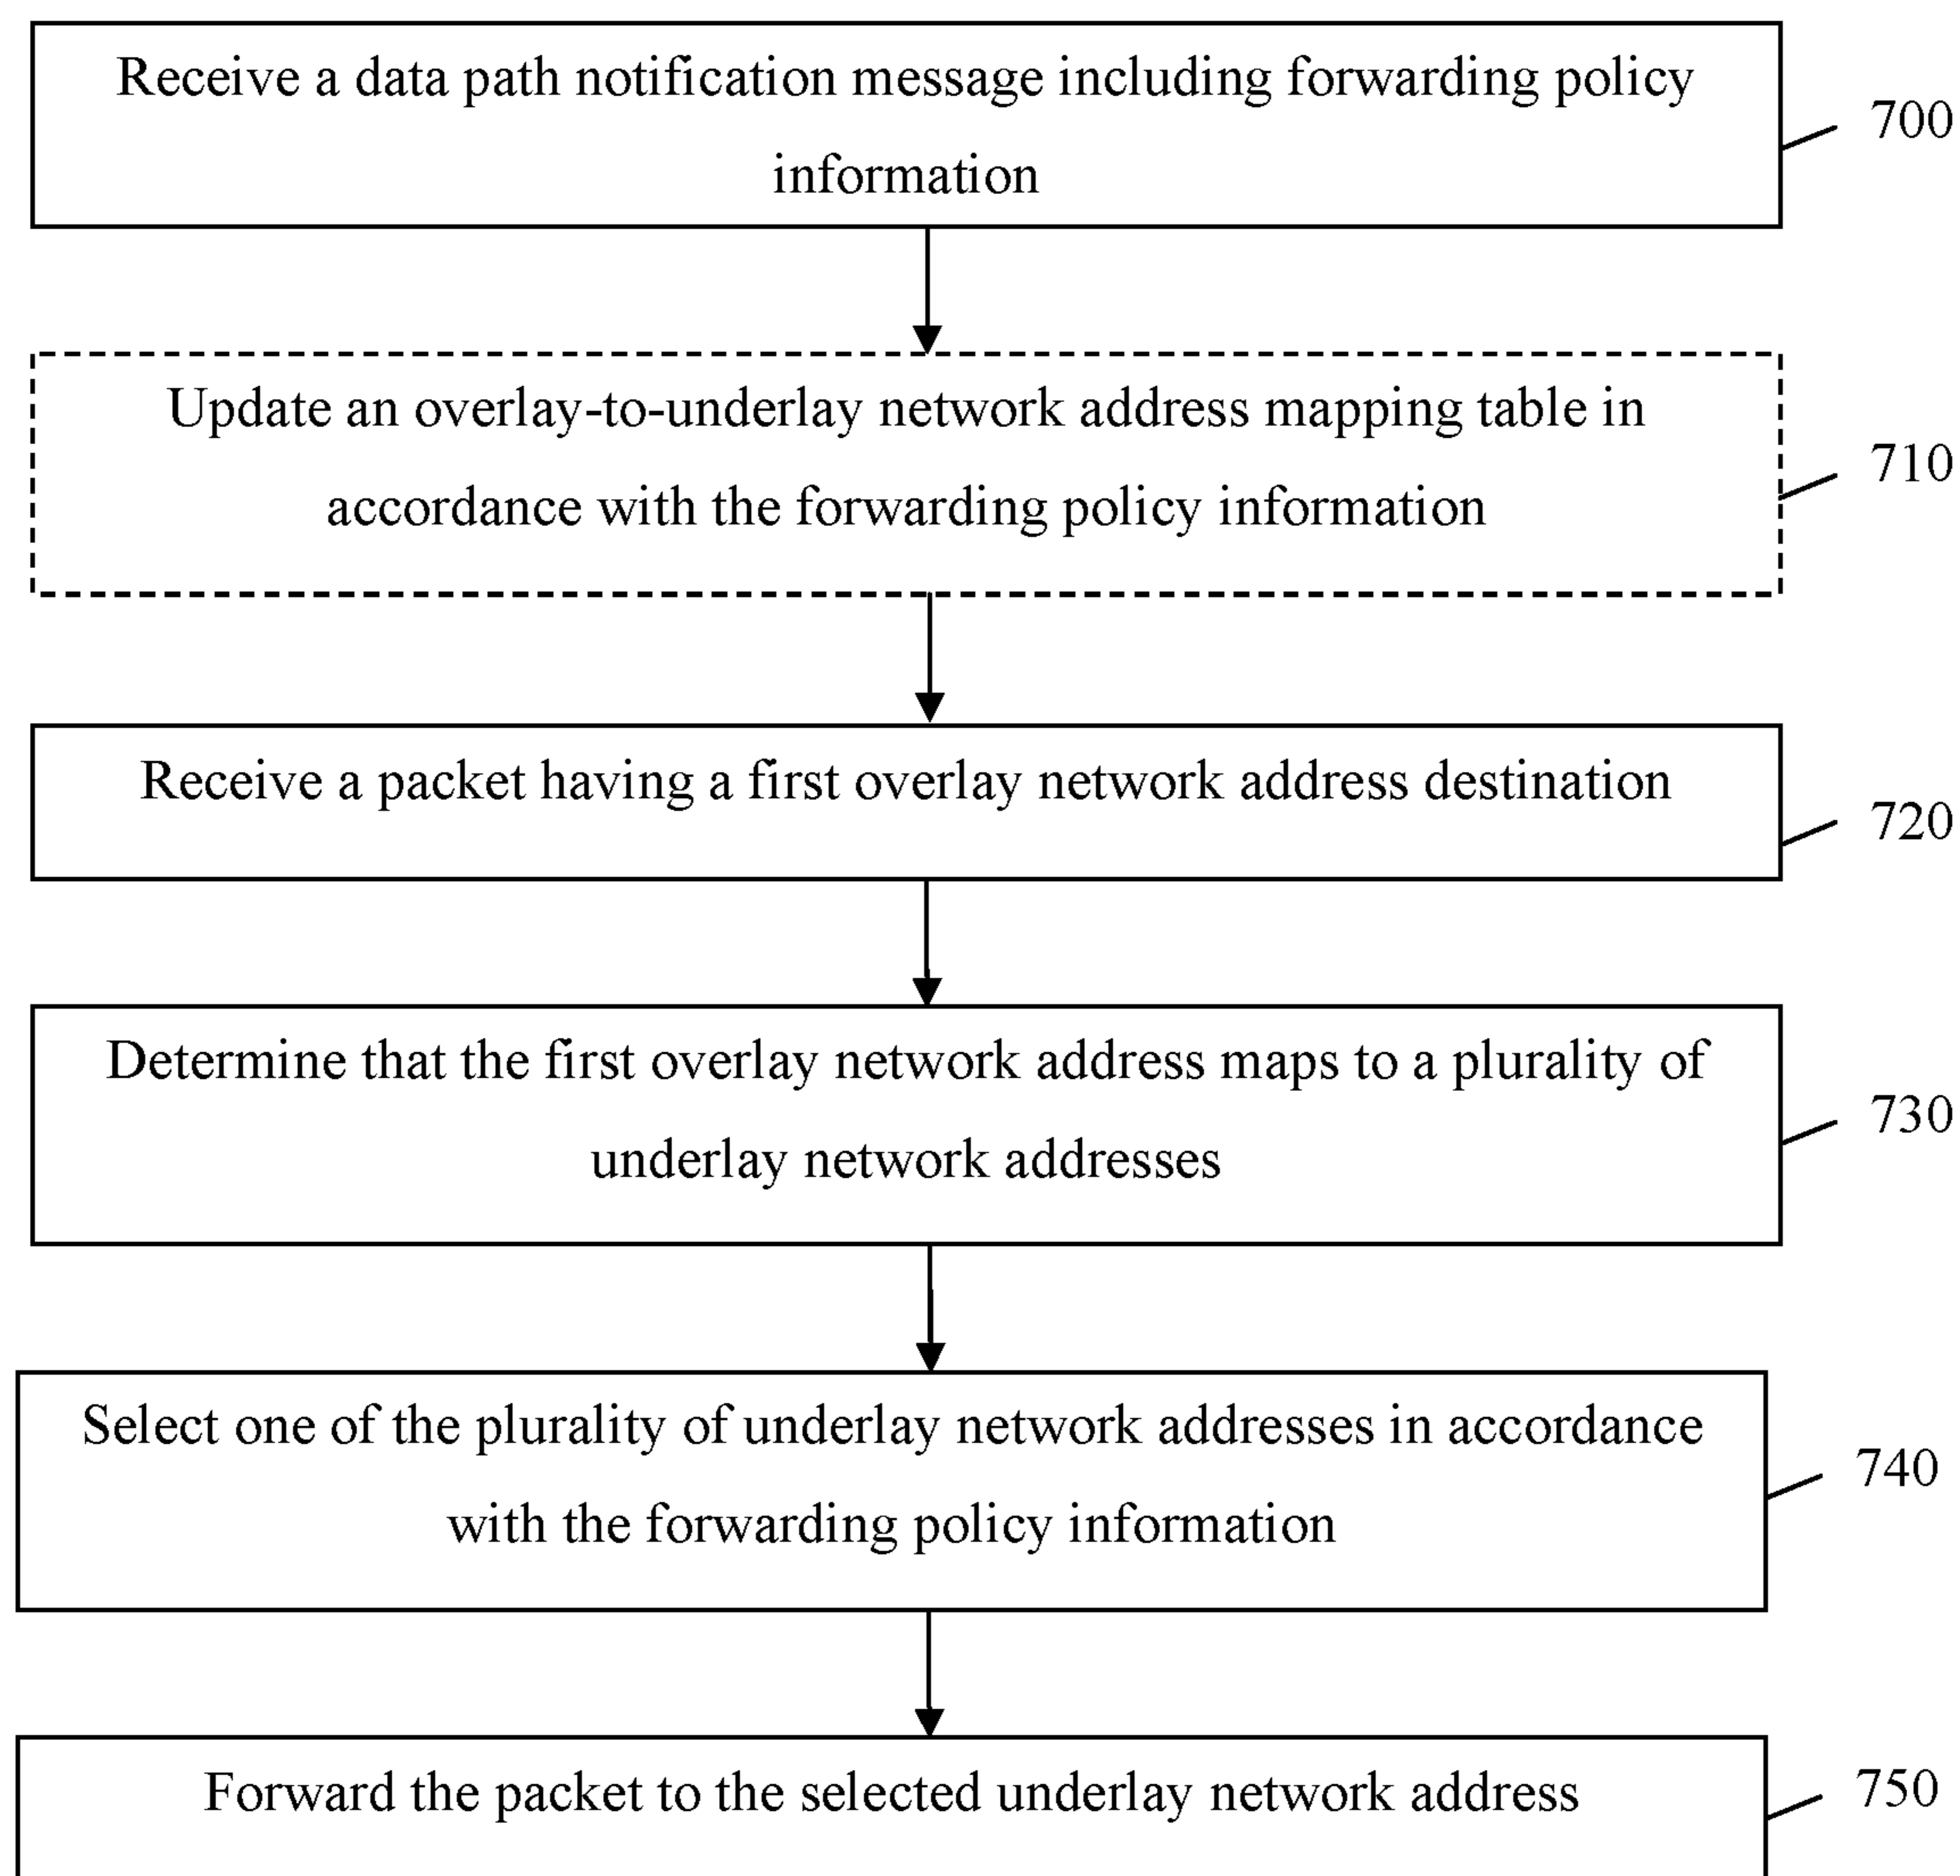 Receive a data path notification message including forwarding policy
information
700
Update an overlay-to-underlay network address mapping table in
accordance with the forwarding policy information
710
Receive a packet having a first overlay network address destination
720
Determine that the first overlay network address maps to a plurality of
underlay network addresses
730
Select one of the plurality of underlay network addresses in accordance
with the forwarding policy information
740
Forward the packet to the selected underlay network address
750